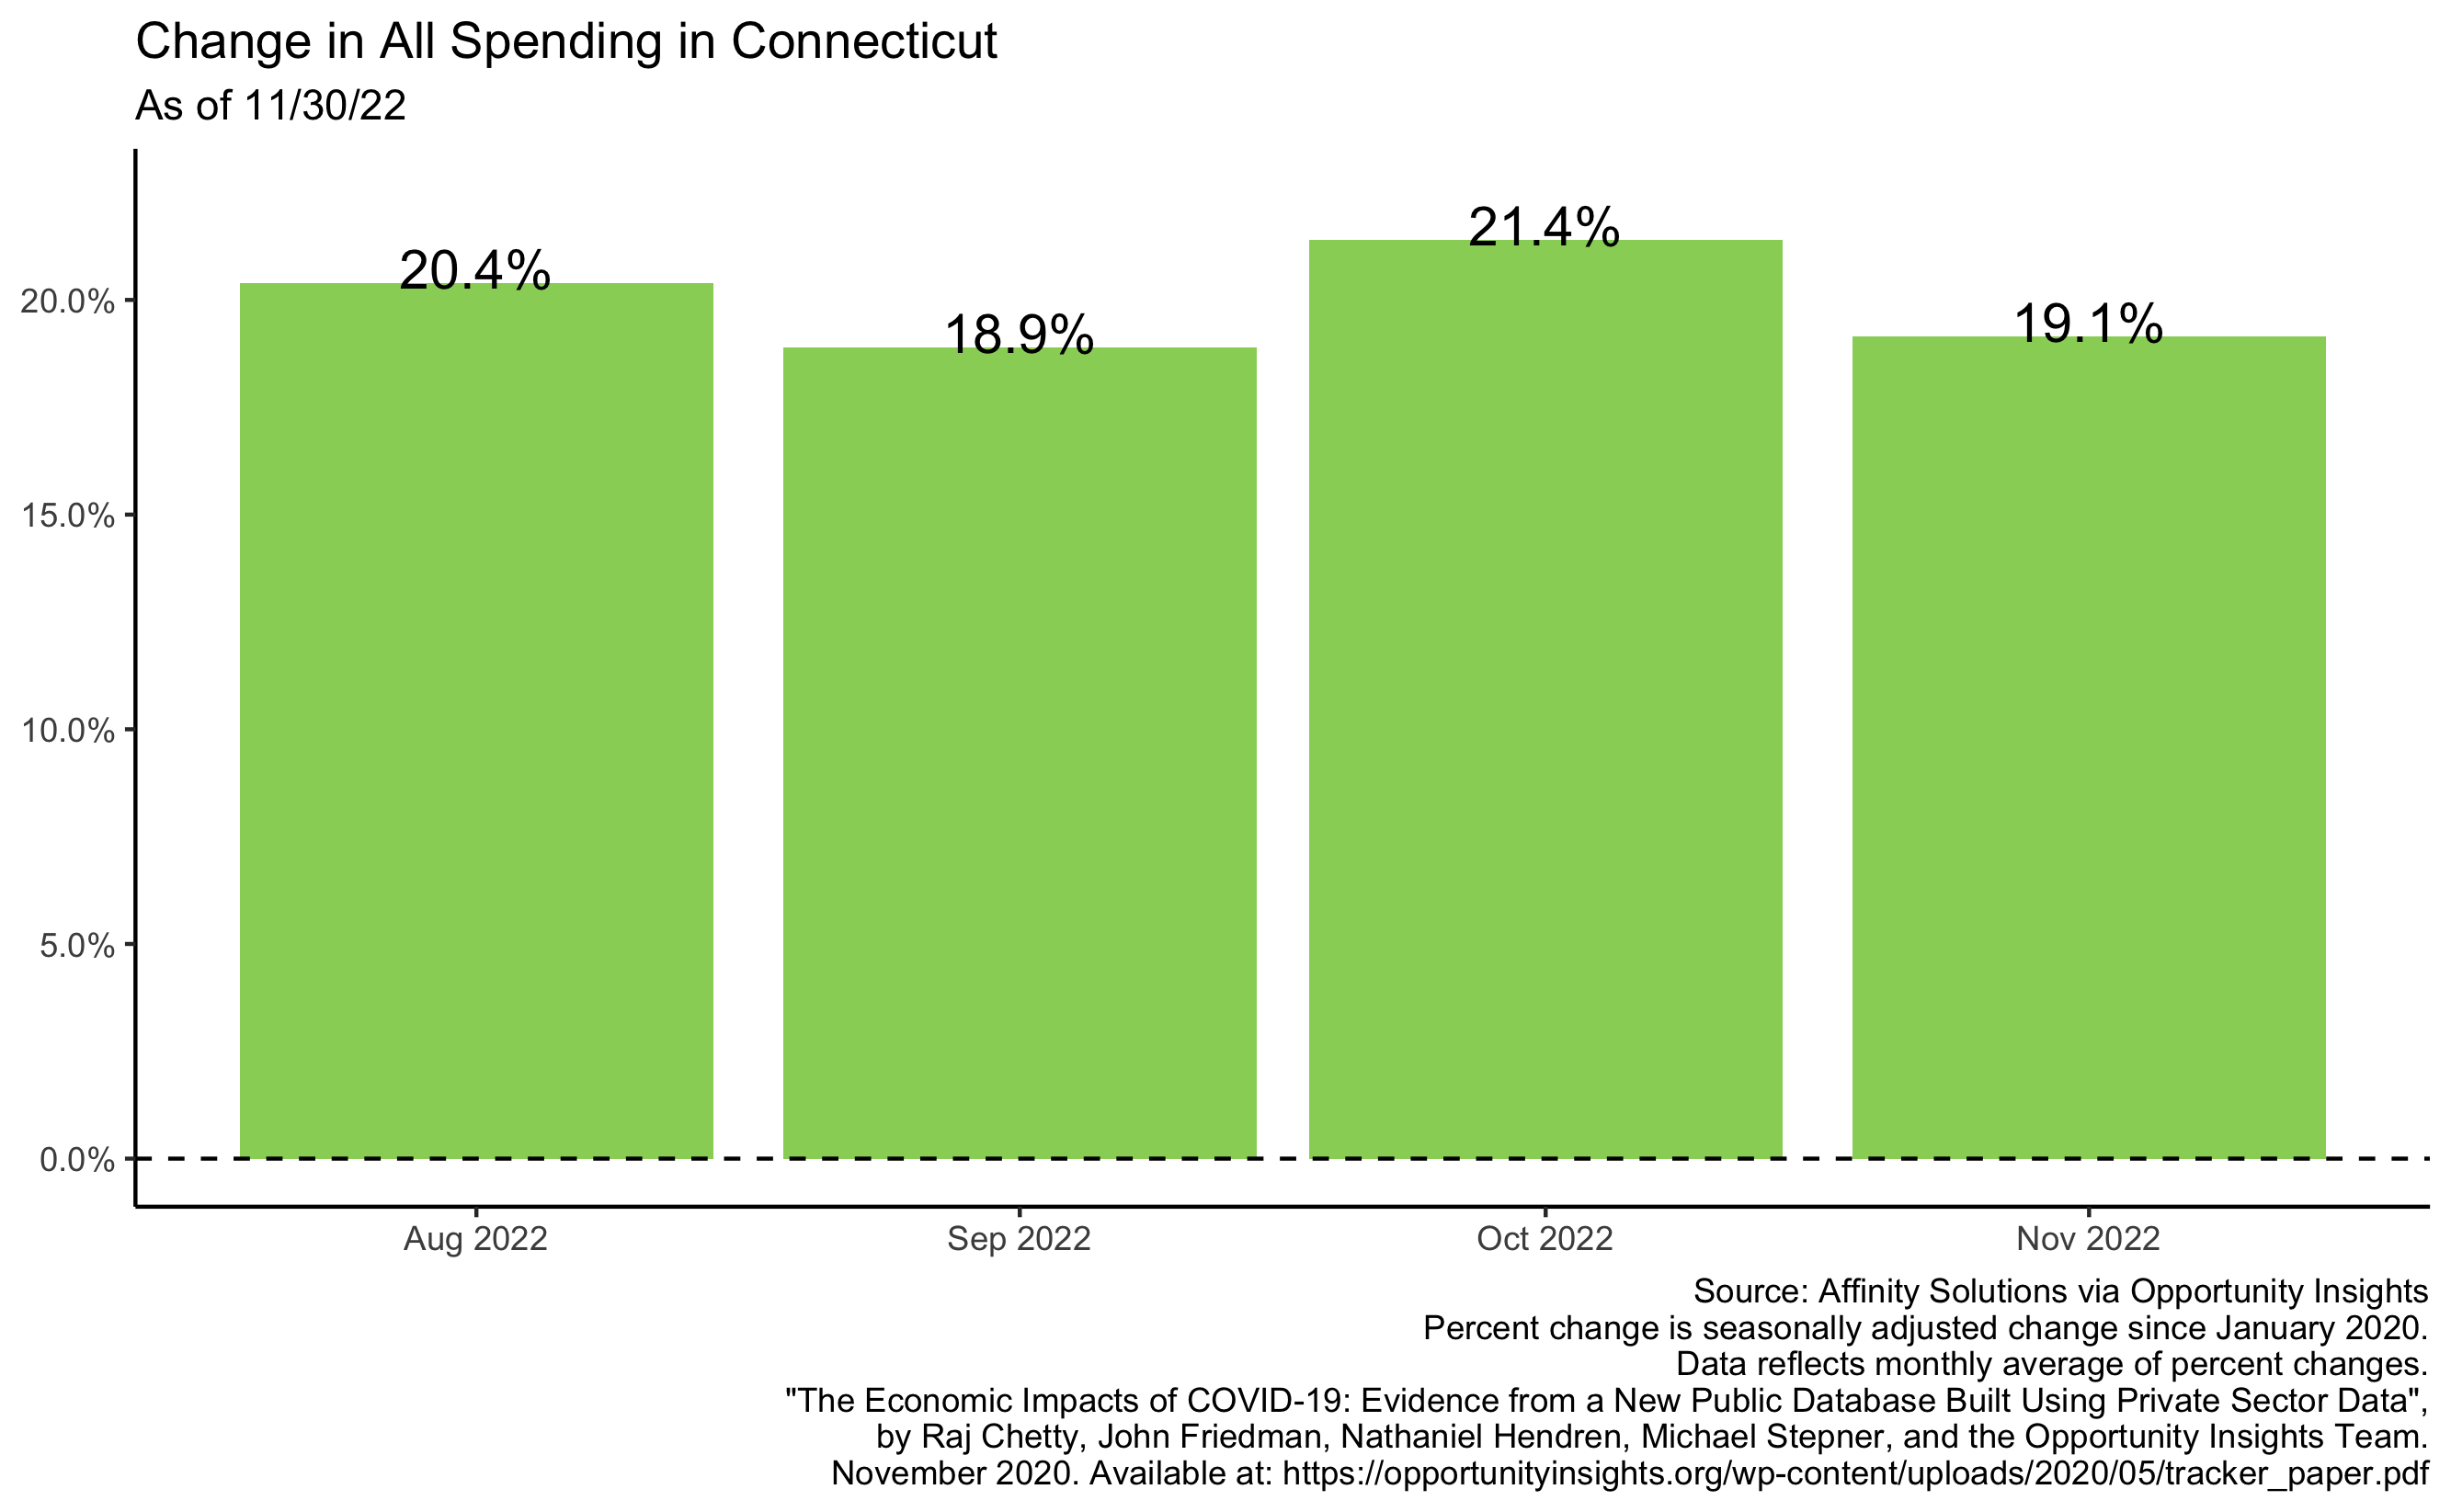 Change in All Spending in Connecticut
As of 11/30/22
20.4%
18.9%
21.4%
19.1%
20.0%
15.0%
10.0%
5.0%
0.0%
Aug 2022
Sep 2022
Oct 2022
Nov 2022
Source: Affinity Solutions via Opportunity Insights
Percent change is seasonally adjusted change since January 2020.
Data reflects monthly average of percent changes.
"The Economic Impacts of COVID-19: Evidence from a New Public Database Built Using Private Sector Data",
by Raj Chetty, John Friedman, Nathaniel Hendren, Michael Stepner, and the Opportunity Insights Team.
November 2020. Available at: https://opportunityinsights.org/wp-content/uploads/2020/05/tracker_paper.pdf